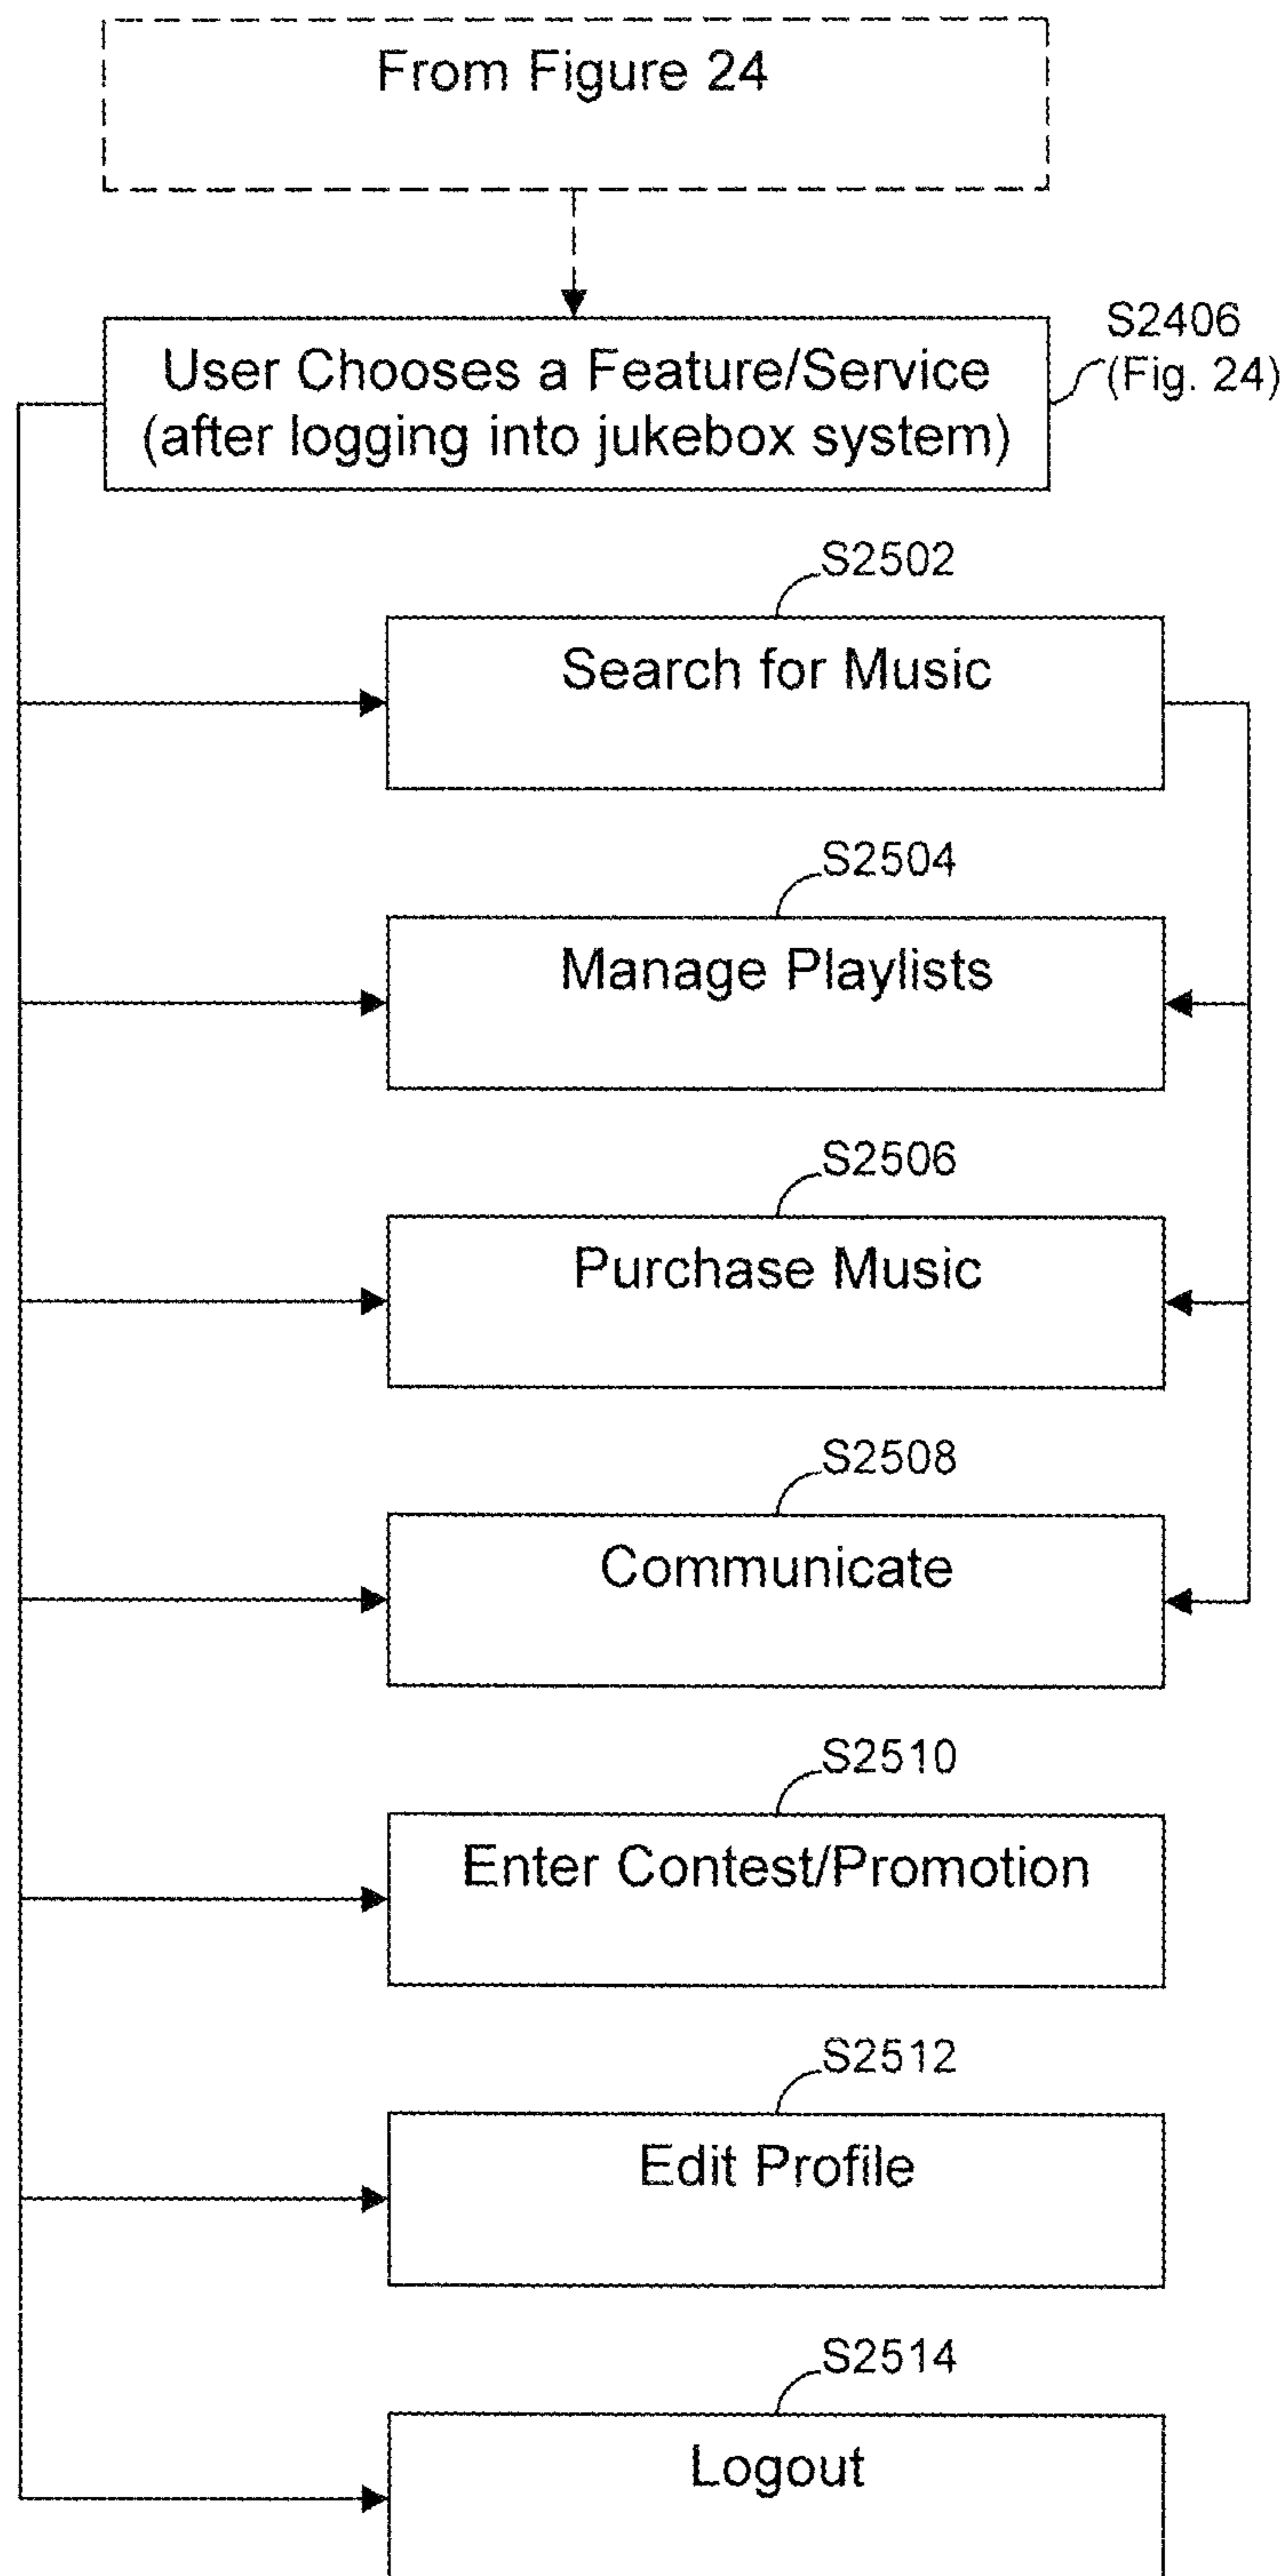 From Figure 24
User Chooses a Feature/Service
(after logging into jukebox system)
S2406
(Fig. 24)
S2502
Search for Music
S2504
Manage Playlists
S2506
Purchase Music
S2508
Communicate
S2510
Enter Contest/Promotion
S2512
Edit Profile
S2514
Logout